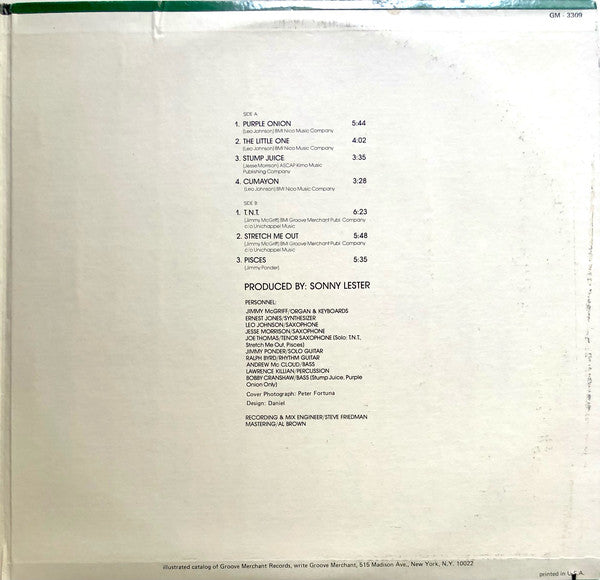 GM - 3309
SIDE A
1. PURPLE ONION 5:44
(Leo Johnson) BMI Nico Music Company
2. THE LITTLE ONE 4:02
(Leo Johnson) BMI Nico Music Company
3. STUMP JUICE 3:35
(Jesse Morrison) ASCAP Kimo Music
Publishing Company
4. CUMAYON 3:28
(Leo Johnson) BMI Nico Music Company
SIDE B
1. T.N.T. 6:23
(Jimmy McGriff) BMI Groove Merchant Publ. Company
c/o Unichappel Music
2. STRETCH ME OUT 5:48
(Jimmy McGriff) BMI Groove Merchant Publ. Company
c/o Unichappel Music
3. PISCES 5:35
(Jimmy Ponder)
PRODUCED BY: SONNY LESTER
PERSONNEL:
JIMMY McGRIFF/ORGAN & KEYBOARDS
ERNEST JONES/SYNTHESIZER
LEO JOHNSON/SAXOPHONE
JESSE MORRISON/SAXOPHONE
JOE THOMAS/TENOR SAXOPHONE (Solo: T.N.T.,
Stretch Me Out, Pisces)
JIMMY PONDER/SOLO GUITAR
RALPH BYRD/RHYTHM GUITAR
ANDREW Mc CLOUD/BASS
LAWRENCE KILLIAN/PERCUSSION
BOBBY CRANSHAW/BASS (Stump Juice, Purple
Onion Only)
Cover Photograph: Peter Fortuna
Design: Daniel
RECORDING & MIX ENGINEER/STEVE FRIEDMAN
MASTERING/AL BROWN
illustrated catalog of Groove Merchant Records, write Groove Merchant, 515 Madison Ave., New York, N.Y. 10022
printed in U.S.A.